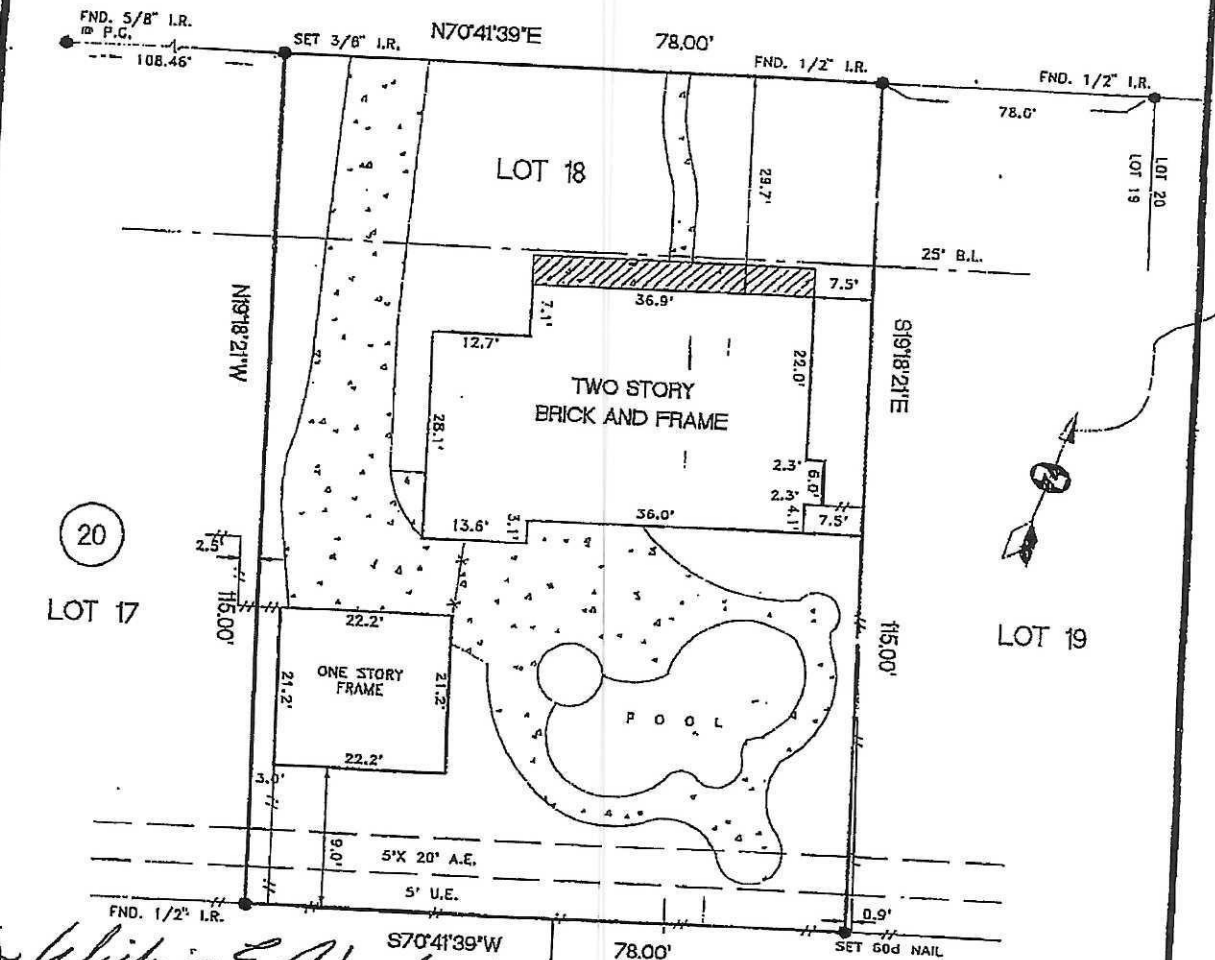 FND. 5/8" I.R.
@ P.C.
108.46'
SET 3/8" I.R.
N70°41'39"E
78.00'
FND. 1/2" I.R.
FND. 1/2" I.R.
78.0'
LOT 18
29.7'
LOT 19
LOT 20
25' B.L.
7.5'
36.9'
7.1'
12.7'
N19°18'21"W
S19°18'21"E
22.0'
TWO STORY
BRICK AND FRAME
28.1'
2.3'
6.0'
2.3'
4.1'
7.5'
13.6'
3.1'
36.0'
20
2.5'
LOT 17
115.00'
22.2'
115.00'
LOT 19
ONE STORY
FRAME
21.2'
21.2'
POOL
22.2'
3.0'
9.0'
5'X 20' A.E.
5' U.E.
FND. 1/2" I.R.
0.9'
S70°41'39"W
78.00'
SET 60d NAIL